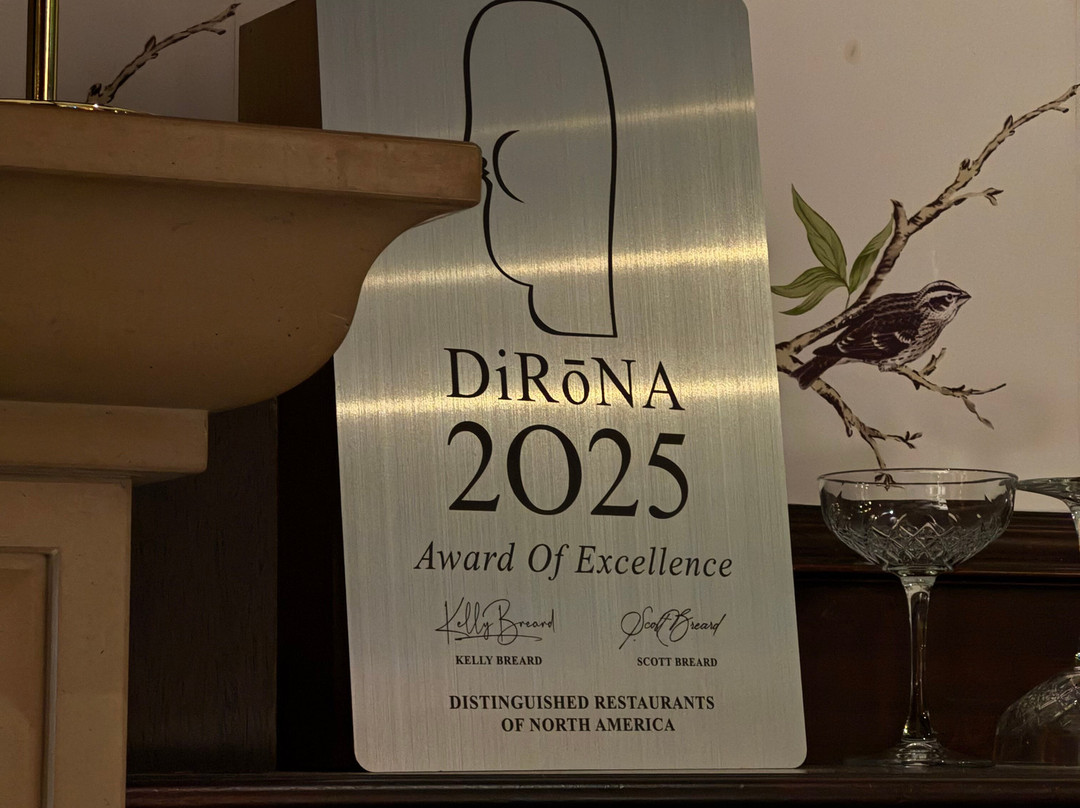 DiRōNA
2025
Award Of Excellence
Kelly Breard Scott Breard
KELLY BREARD SCOTT BREARD
DISTINGUISHED RESTAURANTS
OF NORTH AMERICA